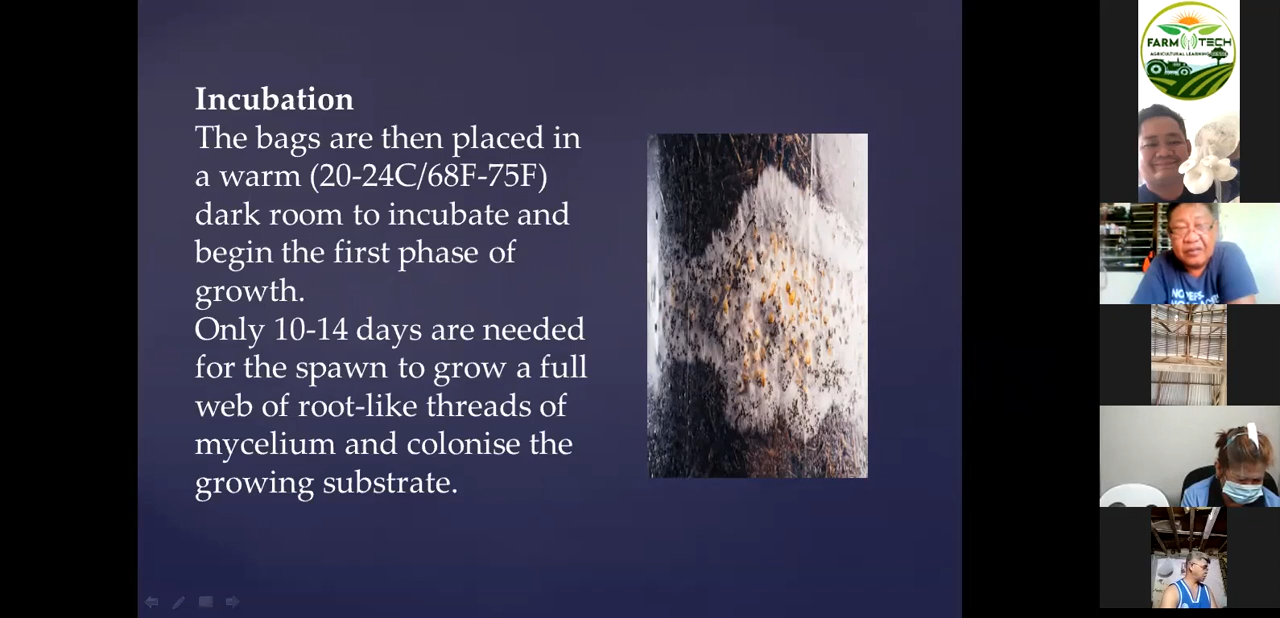 Incubation
The bags are then placed in
a warm (20-24C/68F-75F)
dark room to incubate and
begin the first phase of
growth.
Only 10-14 days are needed
for the spawn to grow a full
web of root-like threads of
mycelium and colonise the
growing substrate.
FARM TECH
AGRICULTURAL LEARNING